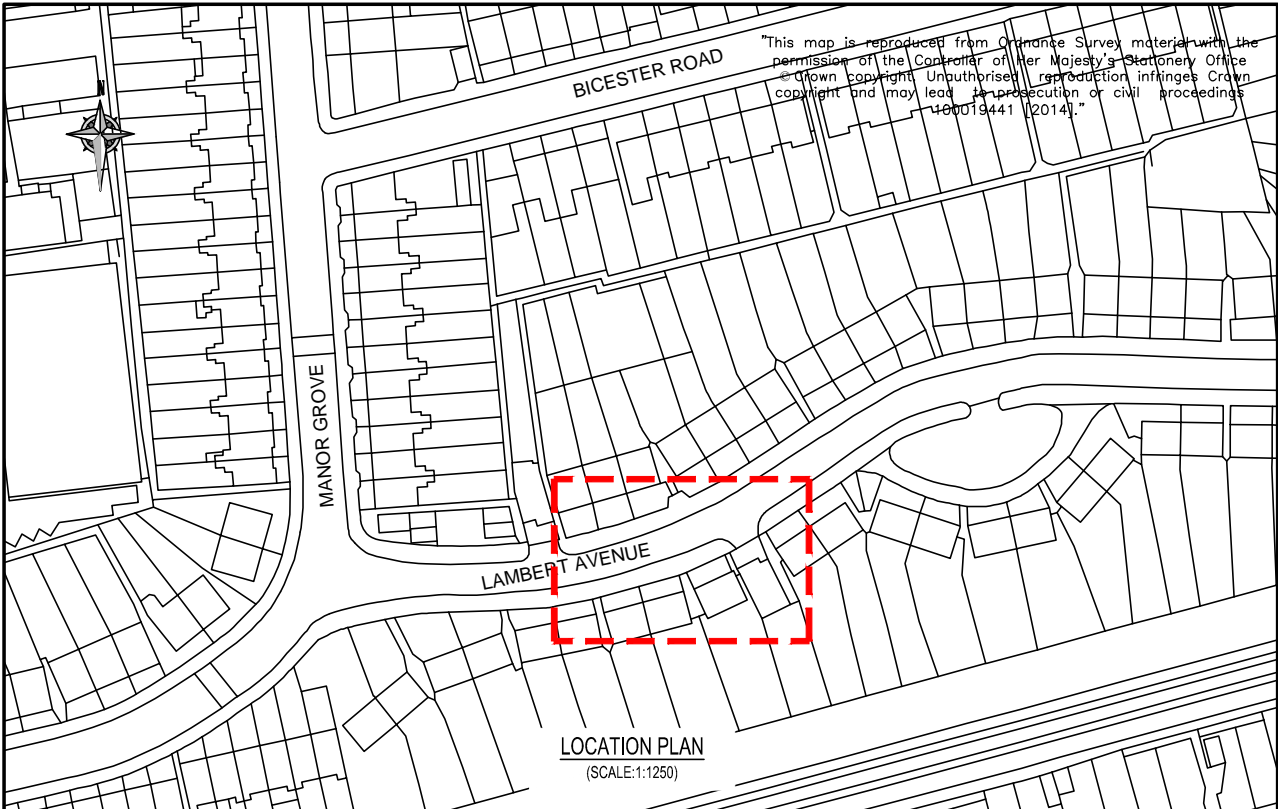 "This map is reproduced from Ordnance Survey material with the
permission of the Controller of Her Majesty's Stationery Office
© Crown copyright. Unauthorised reproduction infringes Crown
copyright and may lead to prosecution or civil proceedings
100019441 [2014]."
BICESTER ROAD
N
MANOR GROVE
LAMBERT AVENUE
LOCATION PLAN
(SCALE:1:1250)